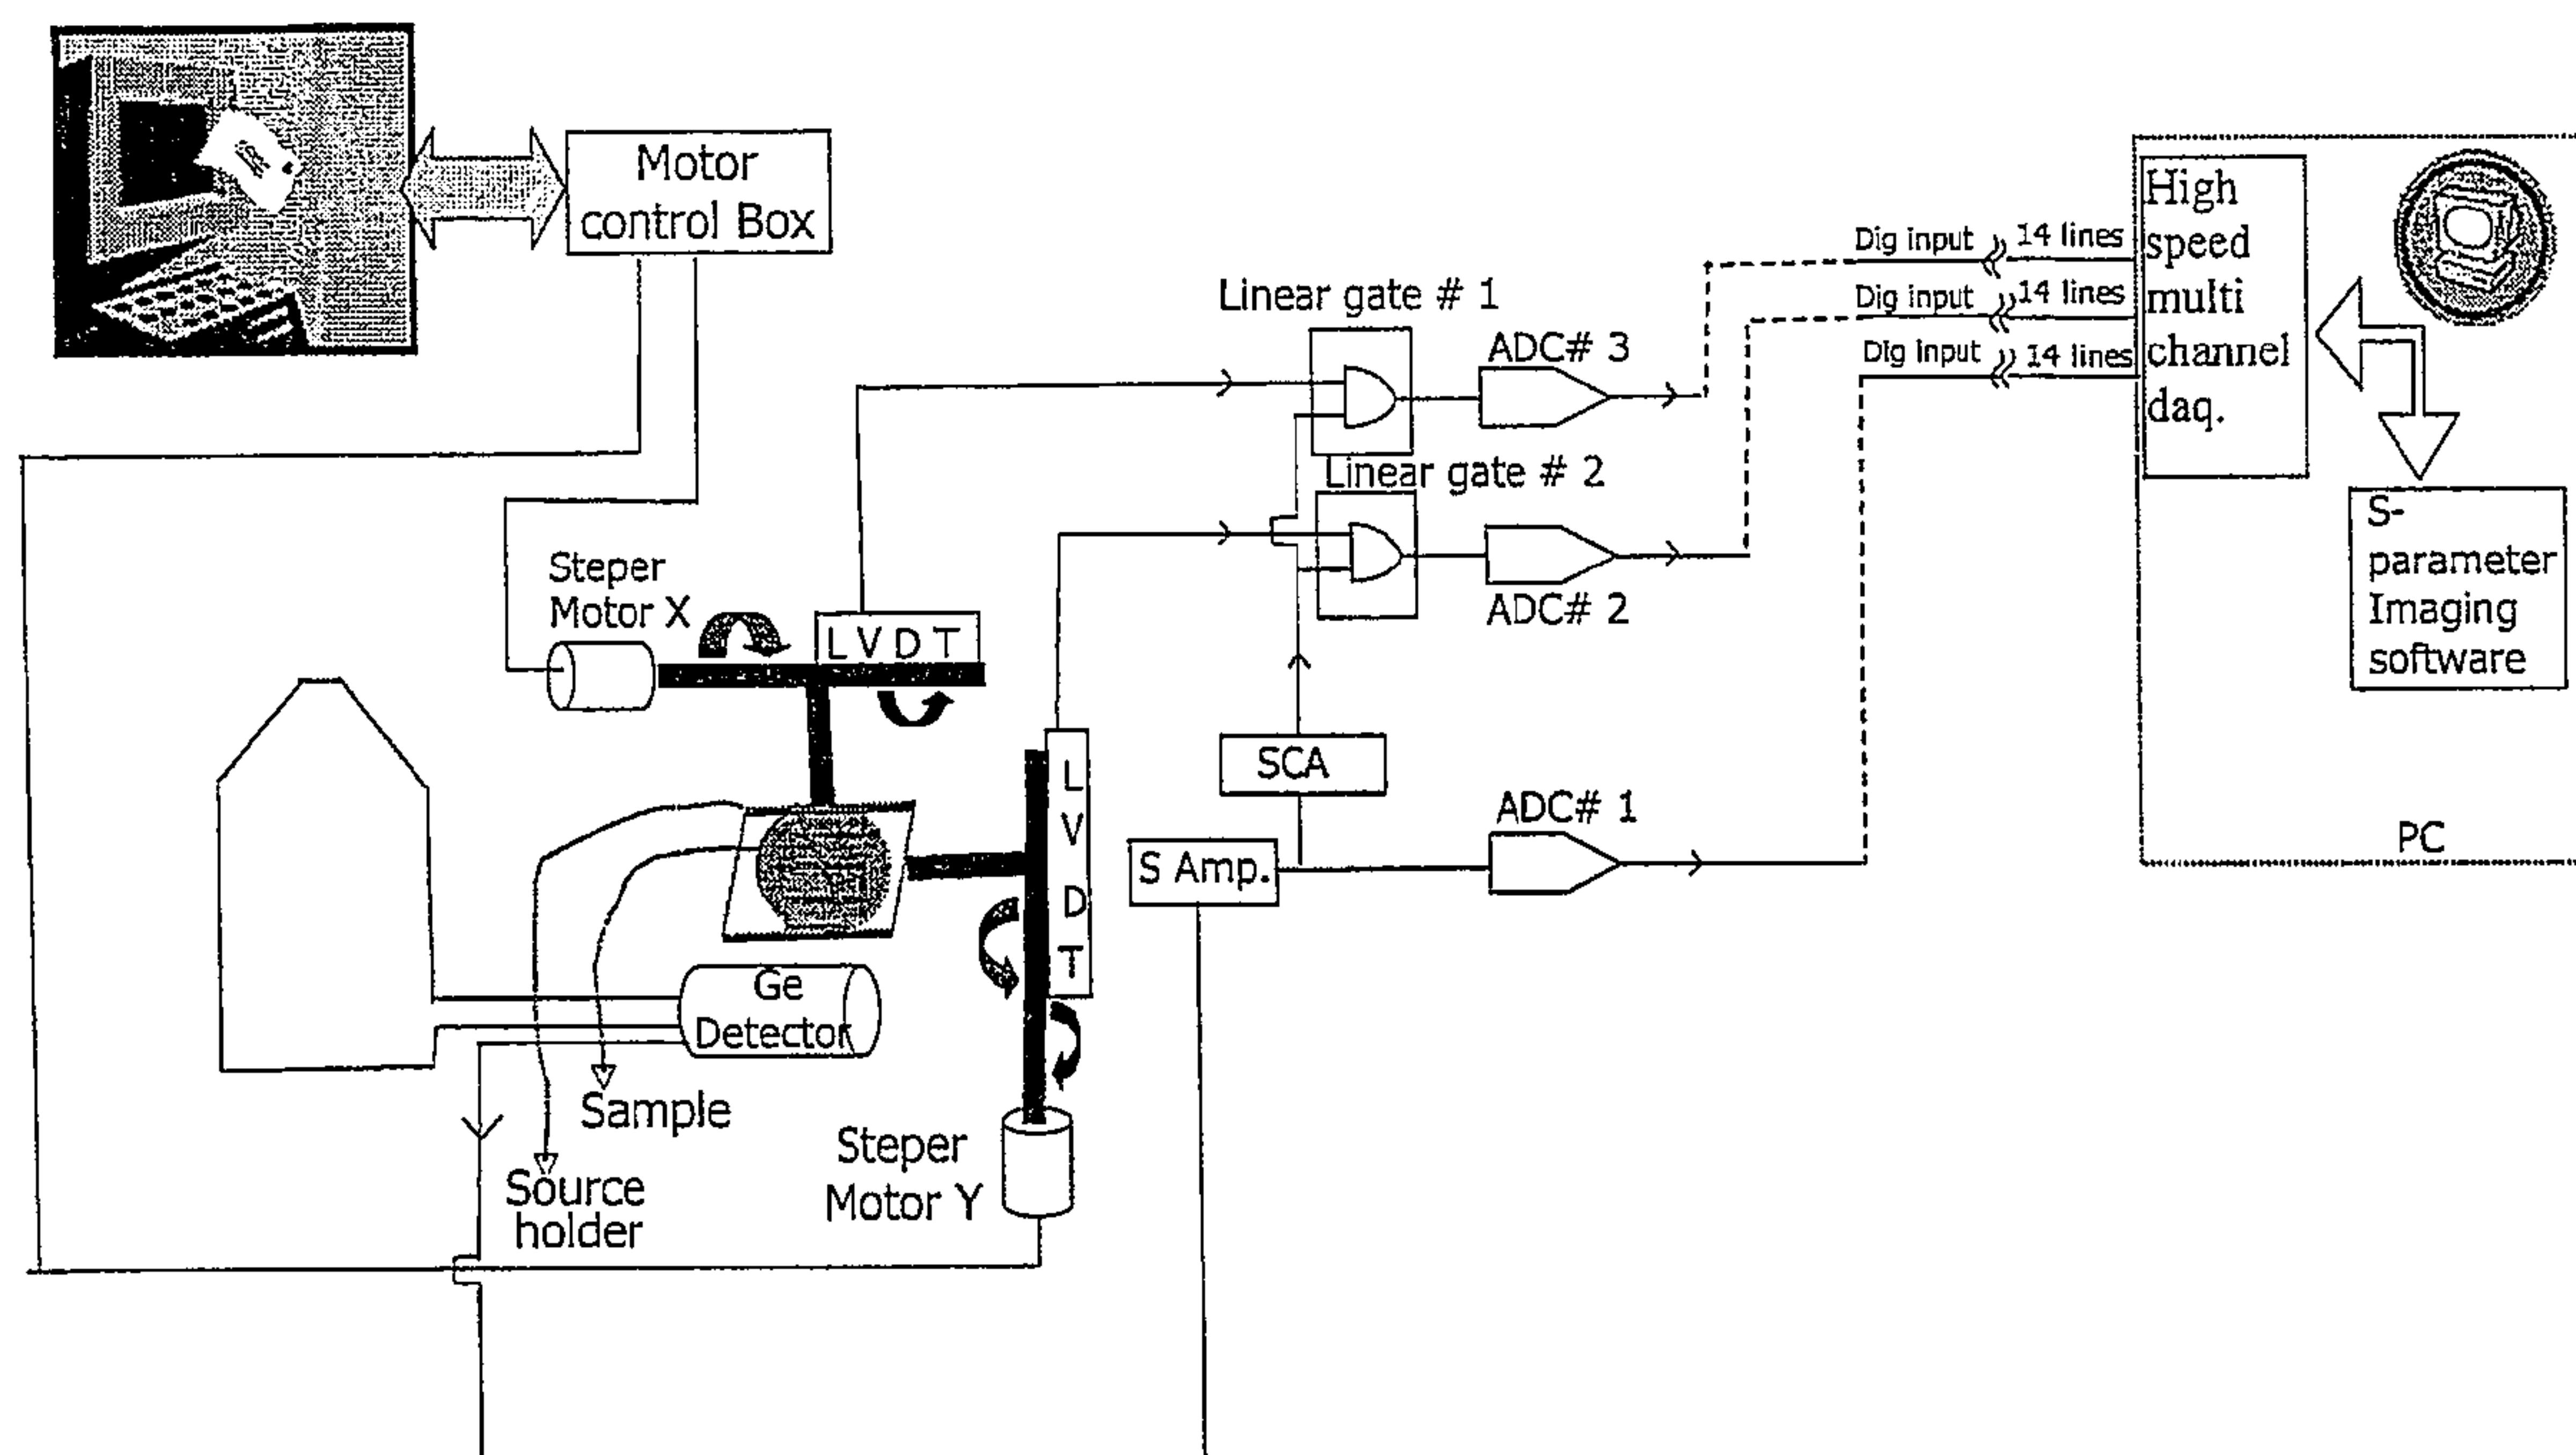 Motor
control Box
High
speed
multi
channel
daq.
Dig input 14 lines
Dig input 14 lines
Dig input 14 lines
Linear gate # 1
ADC# 3
Linear gate # 2
ADC# 2
S-
parameter
Imaging
software
Steper
Motor X
L V D T
L
V
D
T
SCA
ADC# 1
S Amp.
PC
Ge
Detector
Sample
Source
holder
Steper
Motor Y